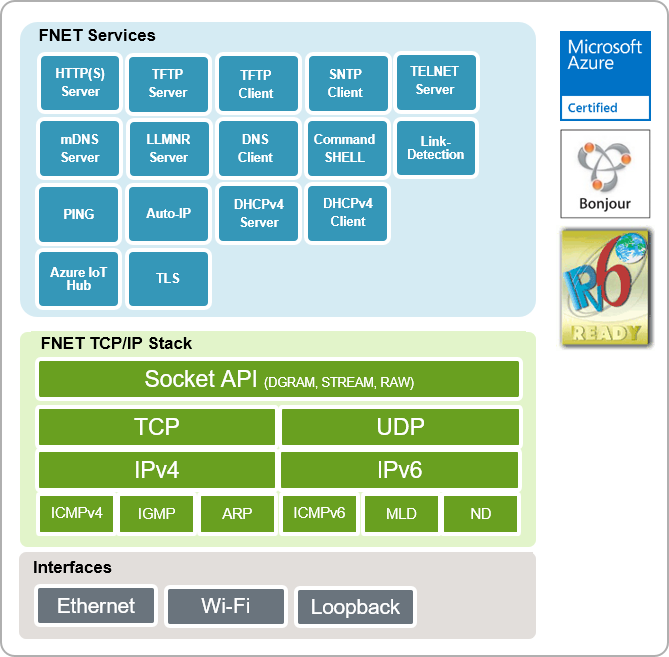 FNET Services
HTTP(S)
Server
TFTP
Server
TFTP
Client
SNTP
Client
TELNET
Server
mDNS
Server
LLMNR
Server
DNS
Client
Command
SHELL
Link-
Detection
PING
Auto-IP
DHCPv4
Server
DHCPv4
Client
Azure IoT
Hub
TLS
FNET TCP/IP Stack
Socket API (DGRAM, STREAM, RAW)
TCP
UDP
IPv4
IPv6
ICMPv4
IGMP
ARP
ICMPv6
MLD
ND
Interfaces
Ethernet
Wi-Fi
Loopback
Microsoft
Azure
Certified
Bonjour
IPv6
READY